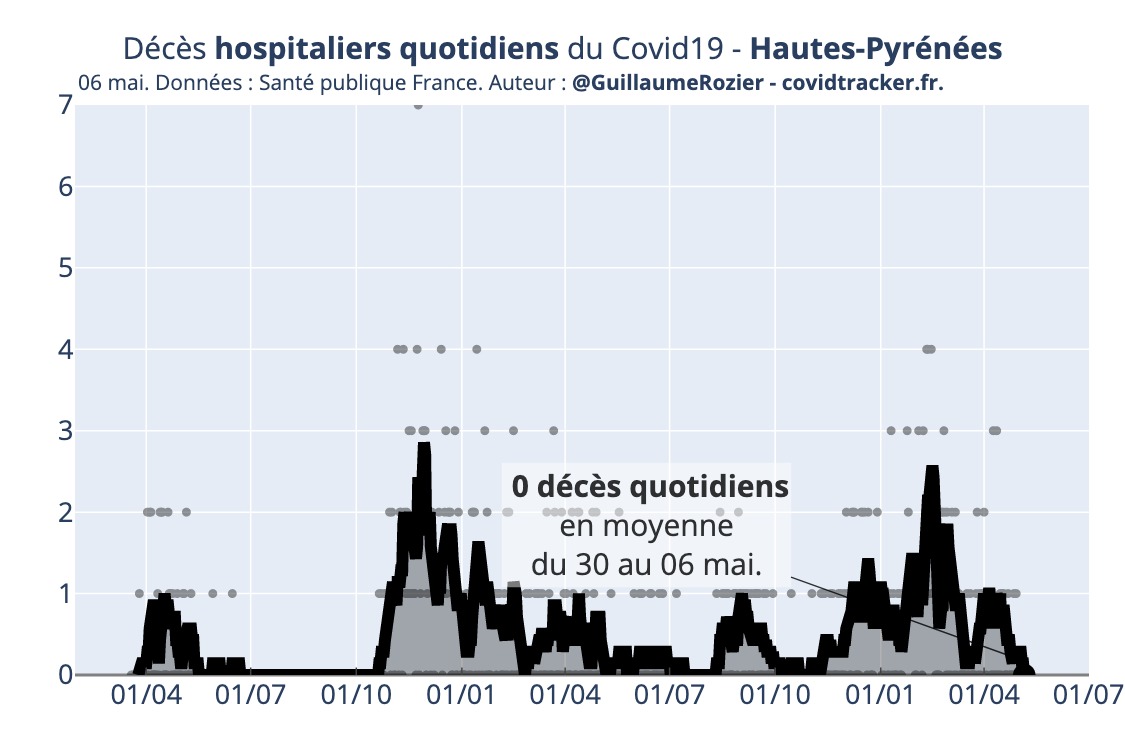 Décès hospitaliers quotidiens du Covid19 - Hautes-Pyrénées
06 mai. Données : Santé publique France. Auteur : @GuillaumeRozier - covidtracker.fr.
7
6
5
4
3
2
1
0
0 décès quotidiens
en moyenne
du 30 au 06 mai.
01/04 01/07 01/10 01/01 01/04 01/07 01/10 01/01 01/04 01/07